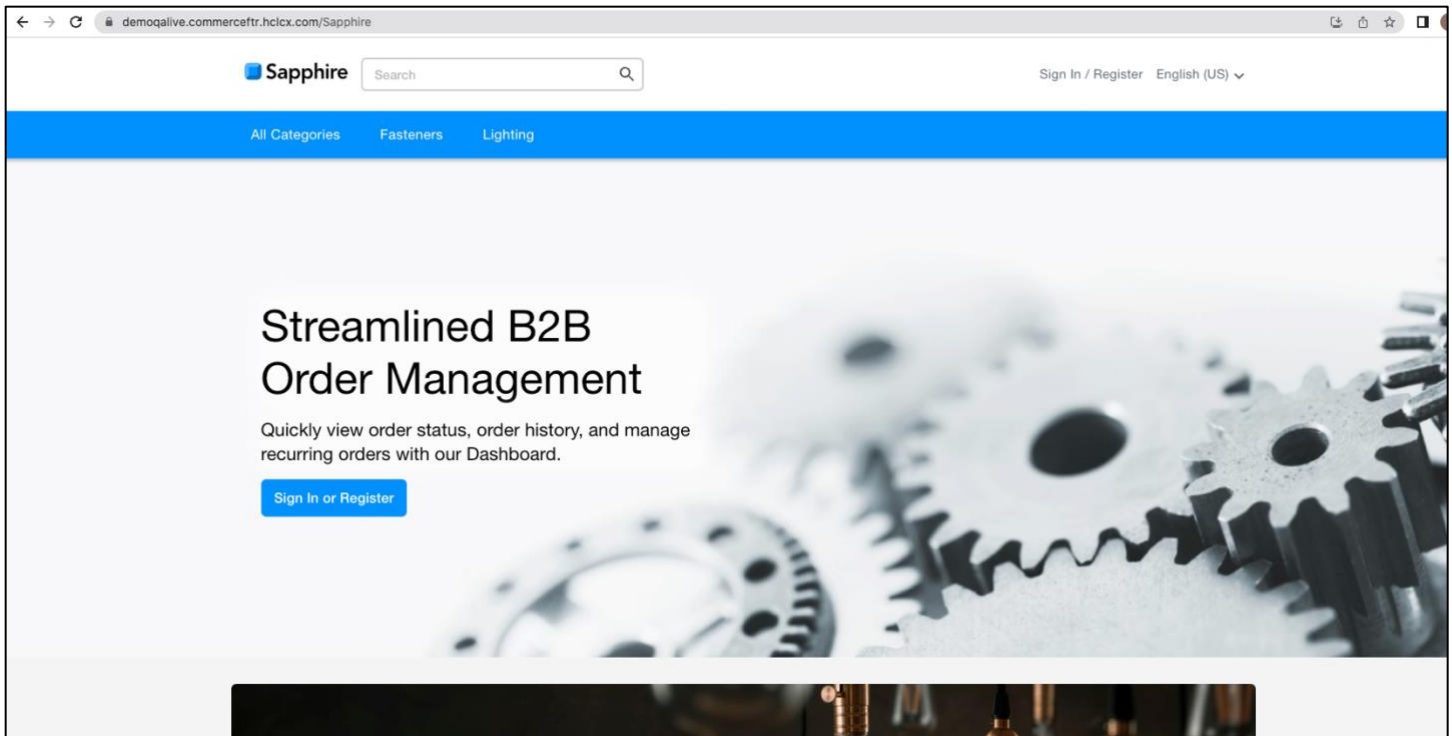 demoqalive.commerceftr.hclcx.com/Sapphire
Sapphire
Search
Sign In / Register English (US)
All Categories Fasteners Lighting
Streamlined B2B
Order Management
Quickly view order status, order history, and manage
recurring orders with our Dashboard.
Sign In or Register